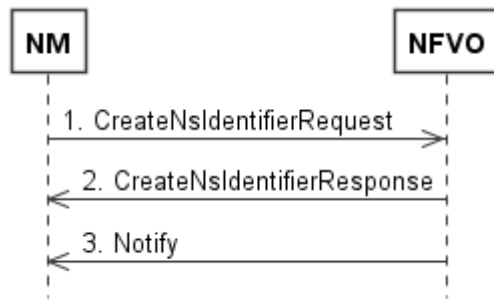 NM
NFVO
1. CreateNsIdentifierRequest
2. CreateNsIdentifierResponse
3. Notify